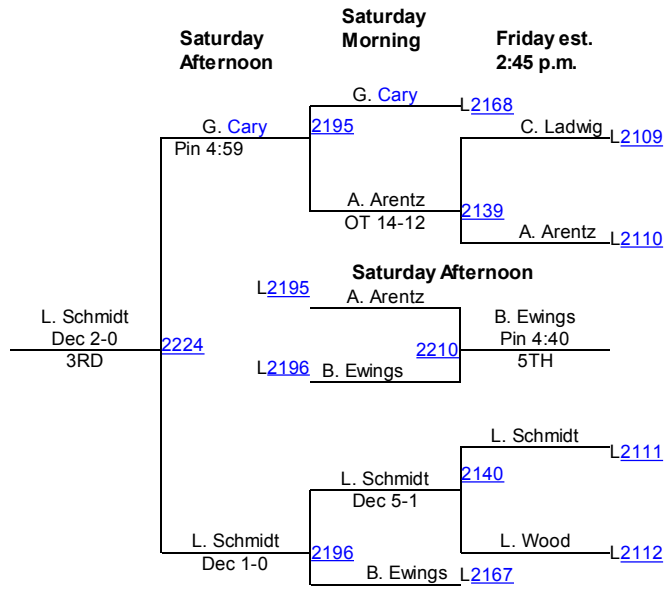 Saturday Afternoon
Saturday Morning
Friday est. 2:45 p.m.
G. Cary
L2168
G. Cary
2195
C. Ladwig
L2109
Pin 4:59
A. Arentz
2139
OT 14-12
A. Arentz
L2110
Saturday Afternoon
L2195
A. Arentz
L. Schmidt
B. Ewings
Dec 2-0
2224
2210
Pin 4:40
3RD
L2196
B. Ewings
5TH
L. Schmidt
L2111
L. Schmidt
2140
Dec 5-1
L. Schmidt
2196
L. Wood
L2112
Dec 1-0
B. Ewings
L2167